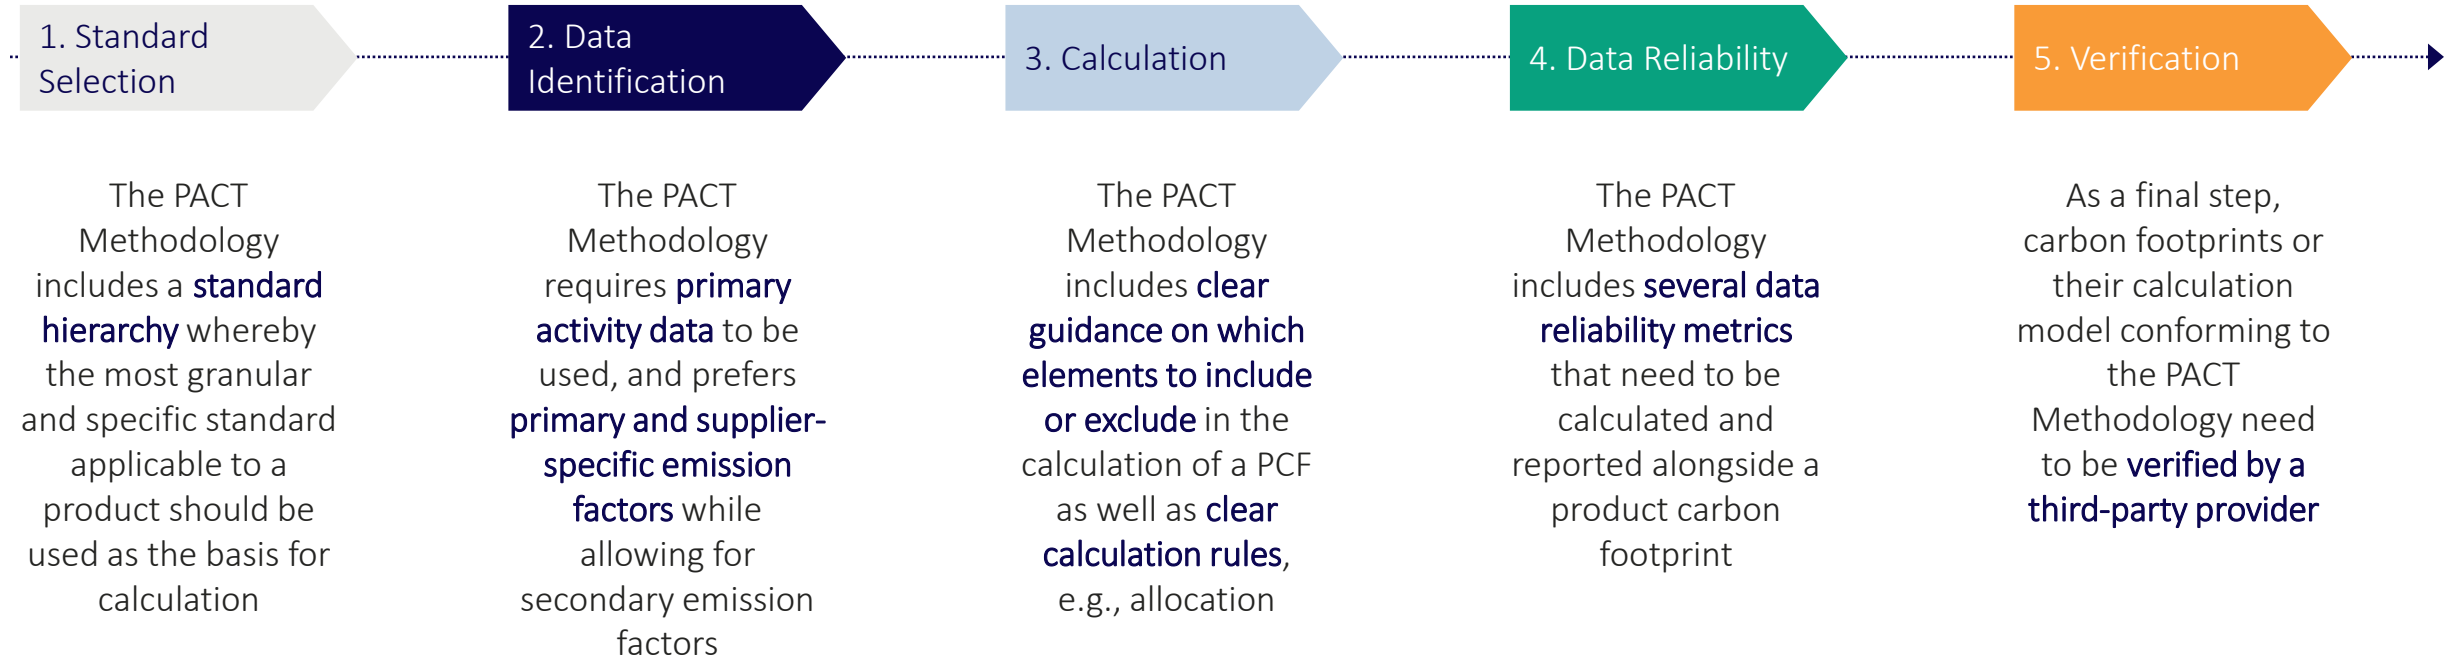 1. Standard
Selection
2. Data
Identification
3. Calculation
4. Data Reliability
5. Verification
The PACT
Methodology
includes a standard
hierarchy whereby
the most granular
and specific standard
applicable to a
product should be
used as the basis for
calculation
The PACT
Methodology
requires primary
activity data to be
used, and prefers
primary and supplier-
specific emission
factors while
allowing for
secondary emission
factors
The PACT
Methodology
includes clear
guidance on which
elements to include
or exclude in the
calculation of a PCF
as well as clear
calculation rules,
e.g., allocation
The PACT
Methodology
includes several data
reliability metrics
that need to be
calculated and
reported alongside a
product carbon
footprint
As a final step,
carbon footprints or
their calculation
model conforming to
the PACT
Methodology need
to be verified by a
third-party provider